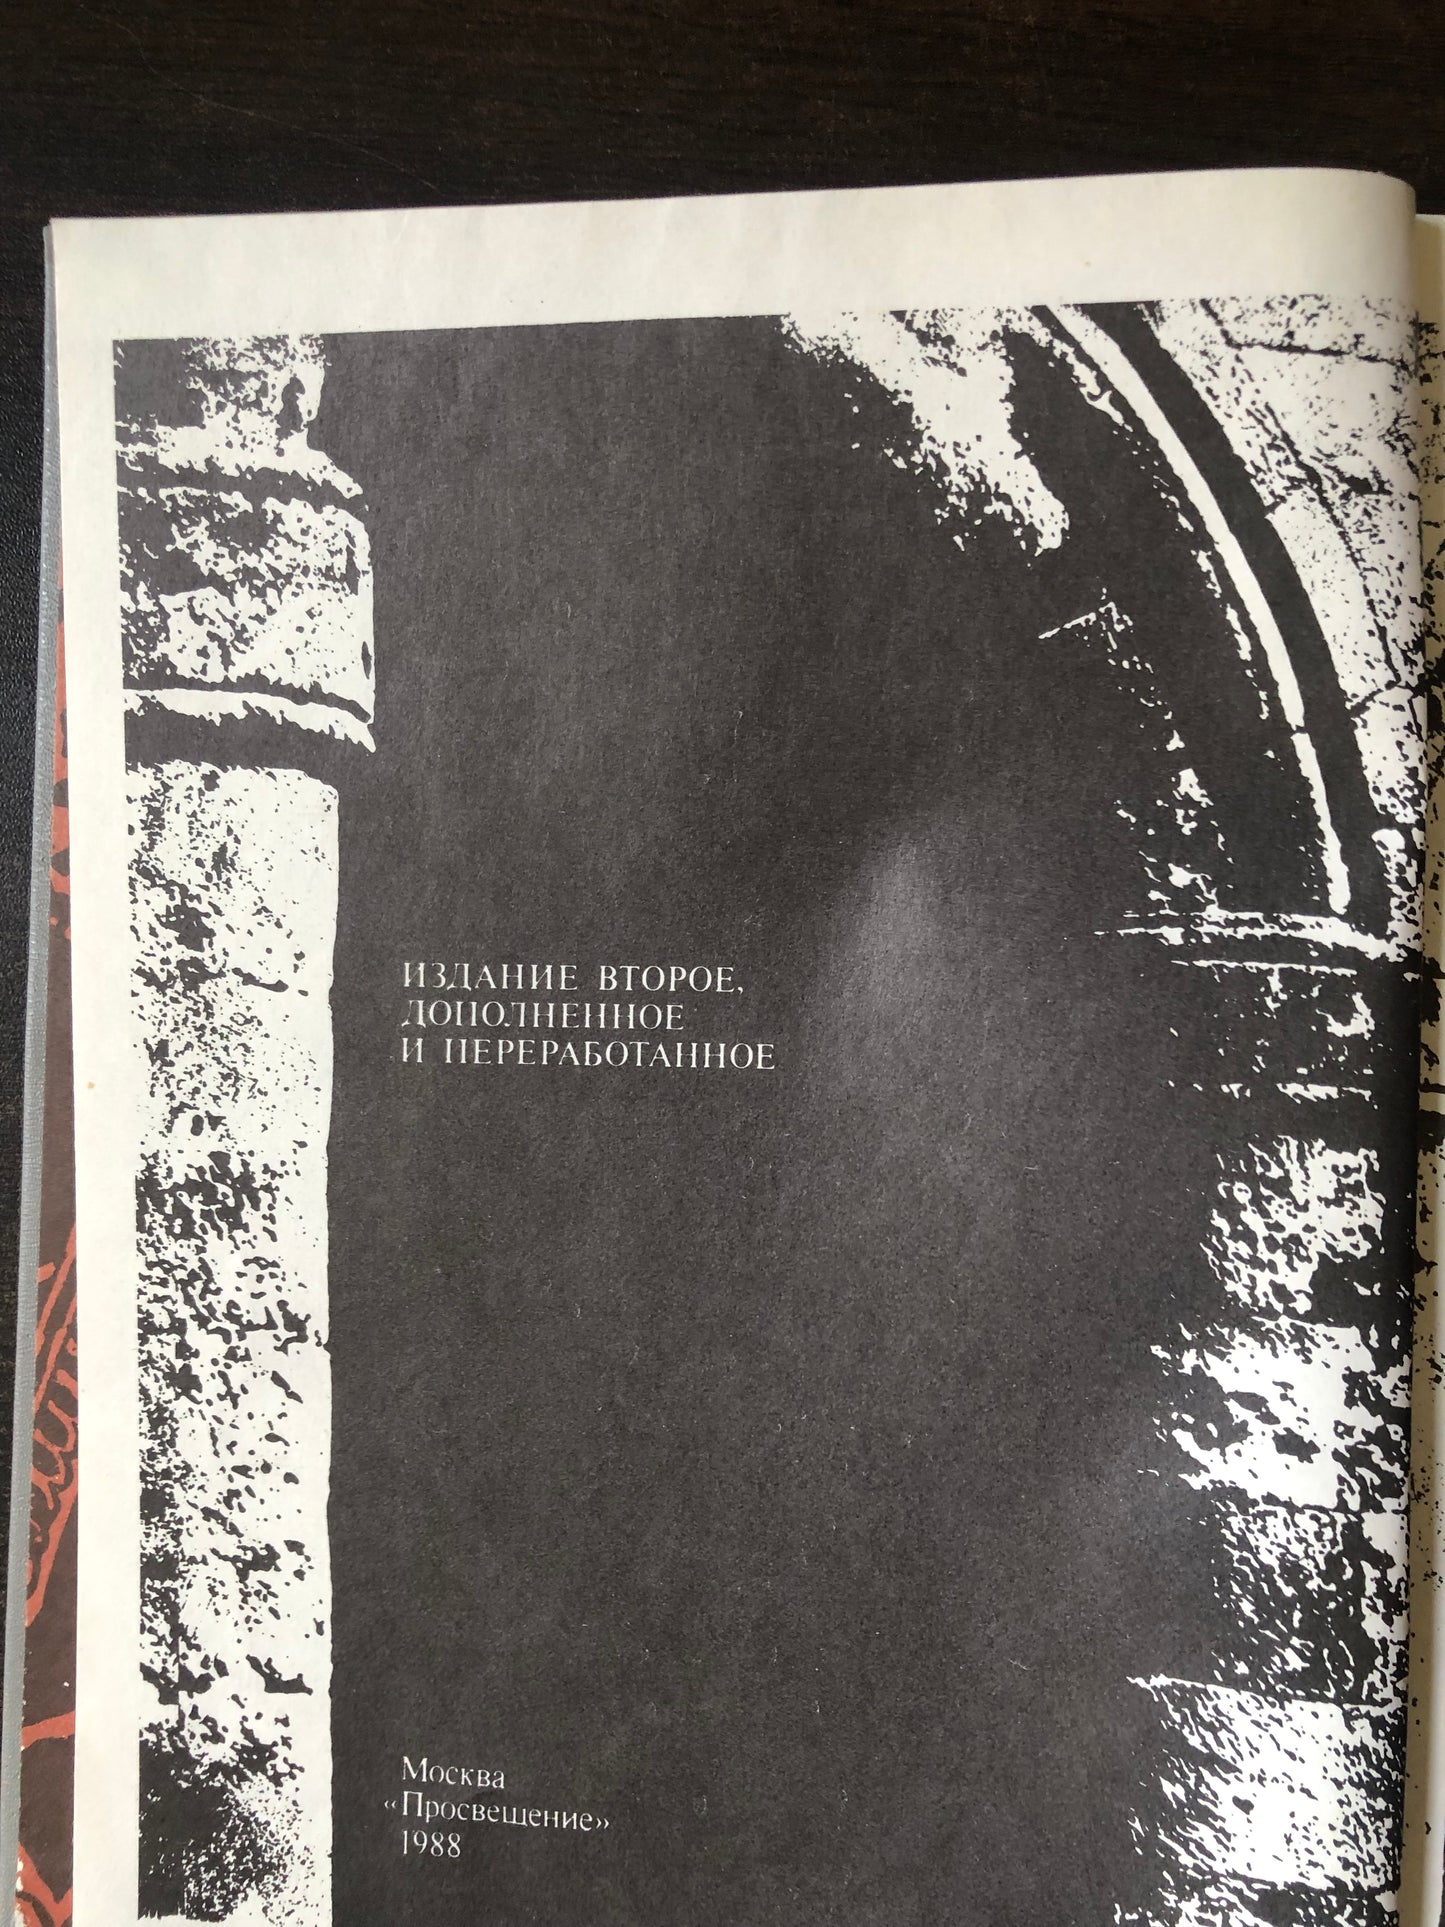 ИЗДАНИЕ ВТОРОЕ,
ДОПОЛНЕННОЕ
И ПЕРЕРАБОТАННОЕ
Москва
«Просвещение»
1988